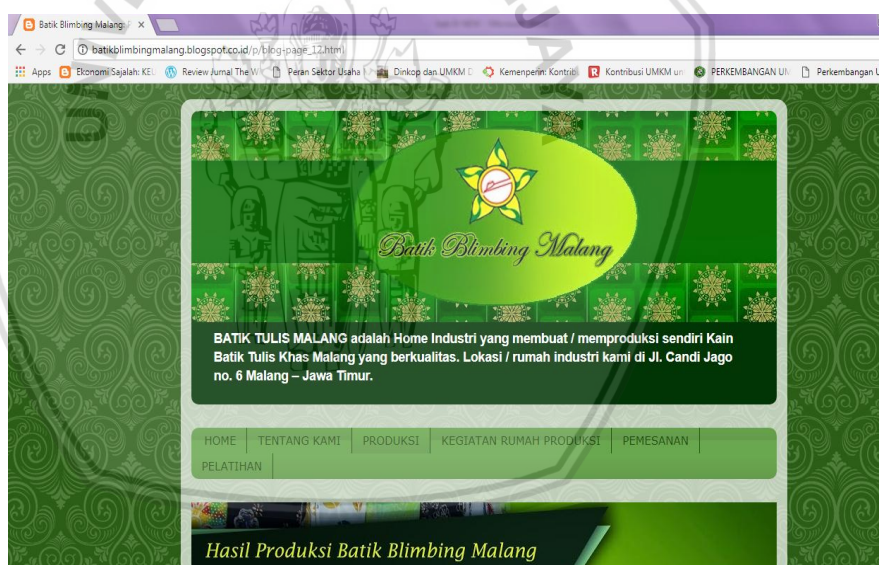 Batik Blimbing Malang:
batikblimbingmalang.blogspot.co.id/p/blog-page_12.html
Apps Ekonomi Sajalah: KEL Review Jurnal The W Peran Sektor Usaha Dinkop dan UMKM D Kemenperin: Kontrib Kontribusi UMKM un PERKEMBANGAN UM Perkembangan U
Batik Blimbing Malang
BATIK TULIS MALANG adalah Home Industri yang membuat / memproduksi sendiri Kain
Batik Tulis Khas Malang yang berkualitas. Lokasi / rumah industri kami di Jl. Candi Jago
no. 6 Malang – Jawa Timur.
HOME TENTANG KAMI PRODUKSI KEGIATAN RUMAH PRODUKSI PEMESANAN
PELATIHAN
Hasil Produksi Batik Blimbing Malang